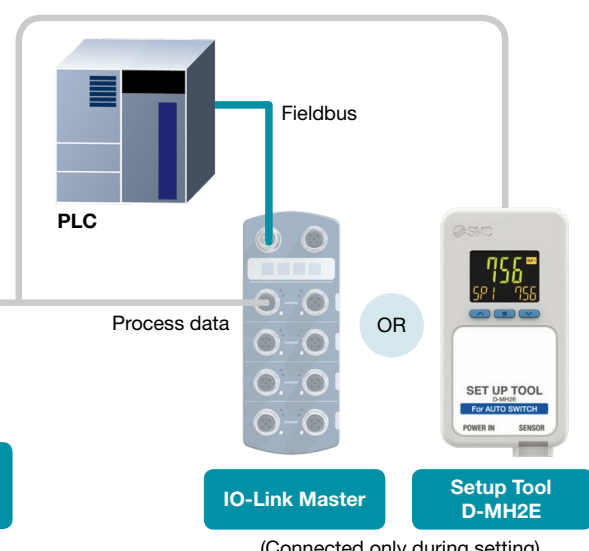 Fieldbus
PLC
SMC
756
SP1 756
Process data
OR
S
SET UP TOOL
D-MH2E
For AUTO SWITCH
POWER IN SENSOR
IO-Link Master
Setup Tool
D-MH2E
(Connected only during setting)